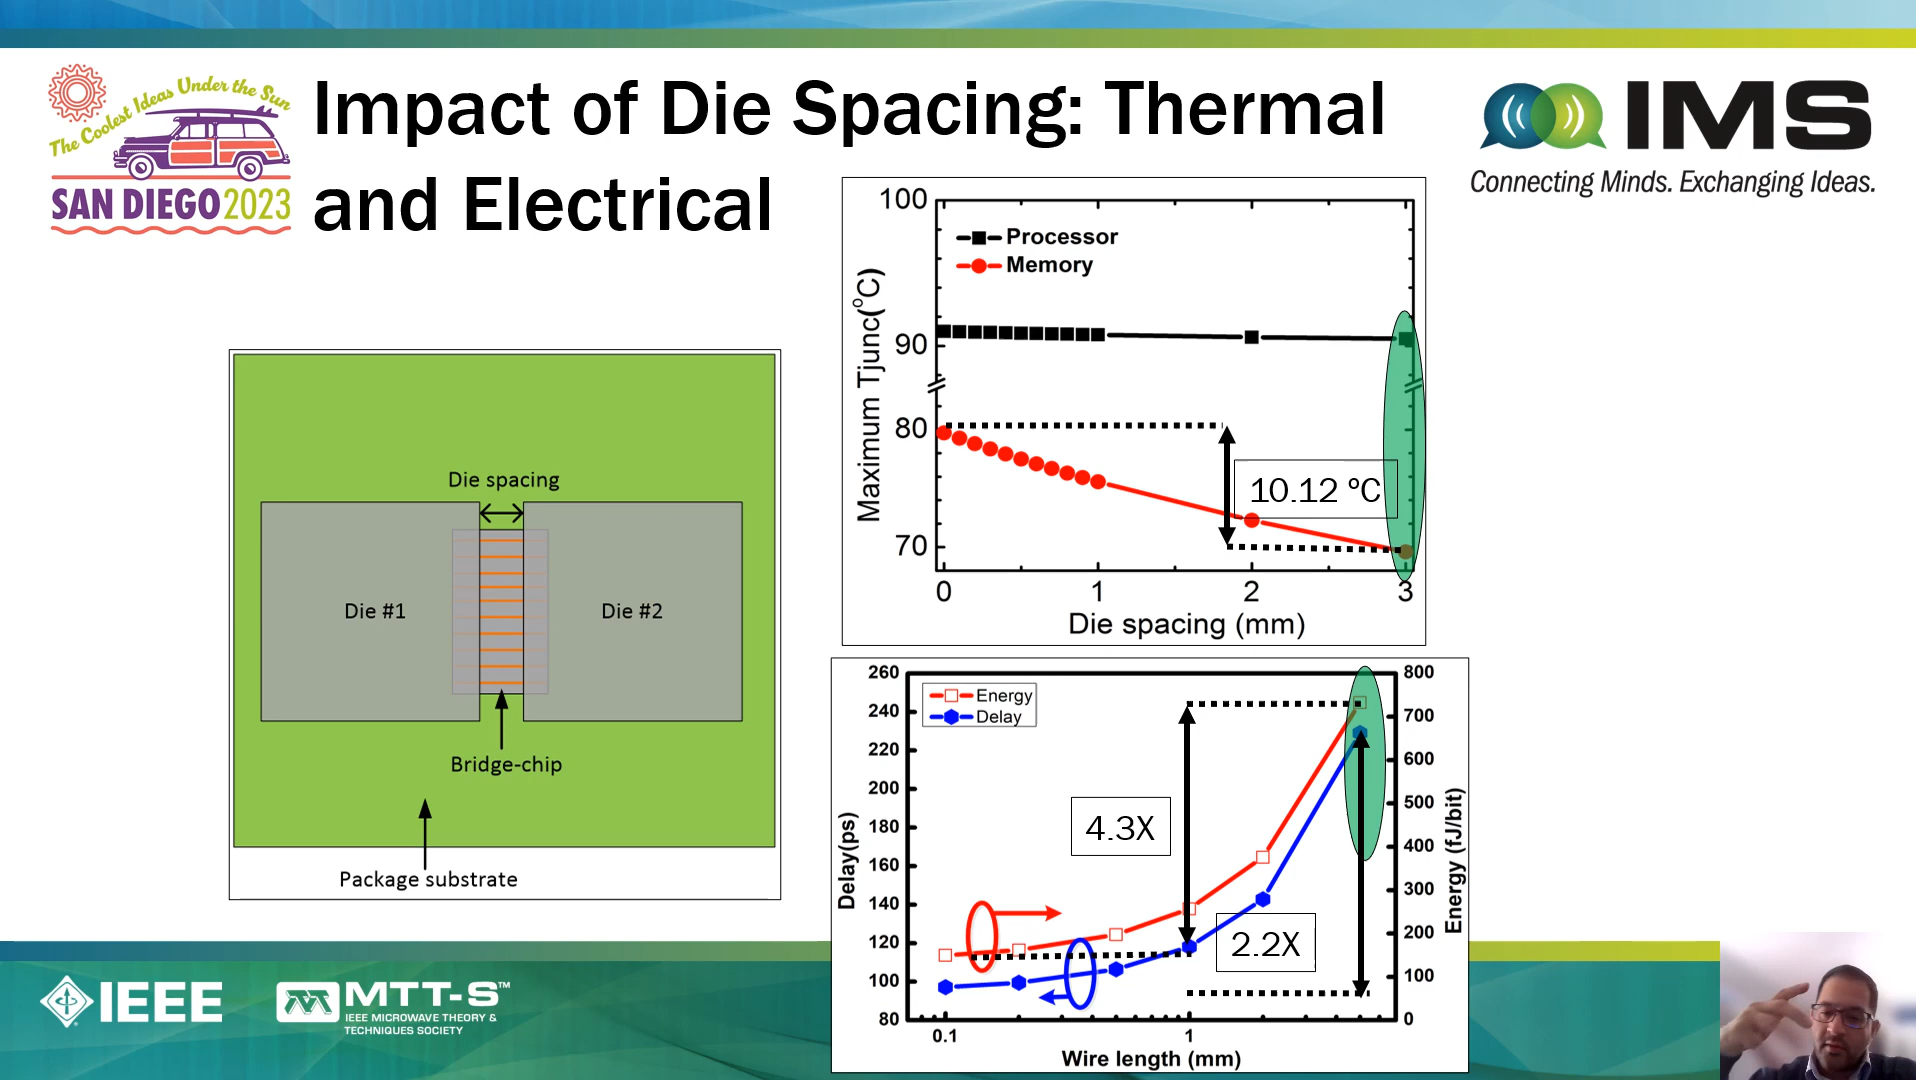 The Coolest Ideas Under the Sun
SAN DIEGO 2023
Impact of Die Spacing: Thermal
and Electrical
IMS
Connecting Minds. Exchanging Ideas.
Die spacing
Die #1
Die #2
Bridge-chip
Package substrate
100
90
80
70
Maximum Tjunc(°C)
Processor
Memory
10.12 ºC
0
1
2
3
Die spacing (mm)
260
240
220
200
180
160
140
120
100
80
Delay(ps)
Energy
Delay
4.3X
2.2X
800
700
600
500
400
300
200
100
0
Energy (fJ/bit)
0.1
1
Wire length (mm)
IEEE
MTT-S™
IEEE MICROWAVE THEORY &
TECHNIQUES SOCIETY